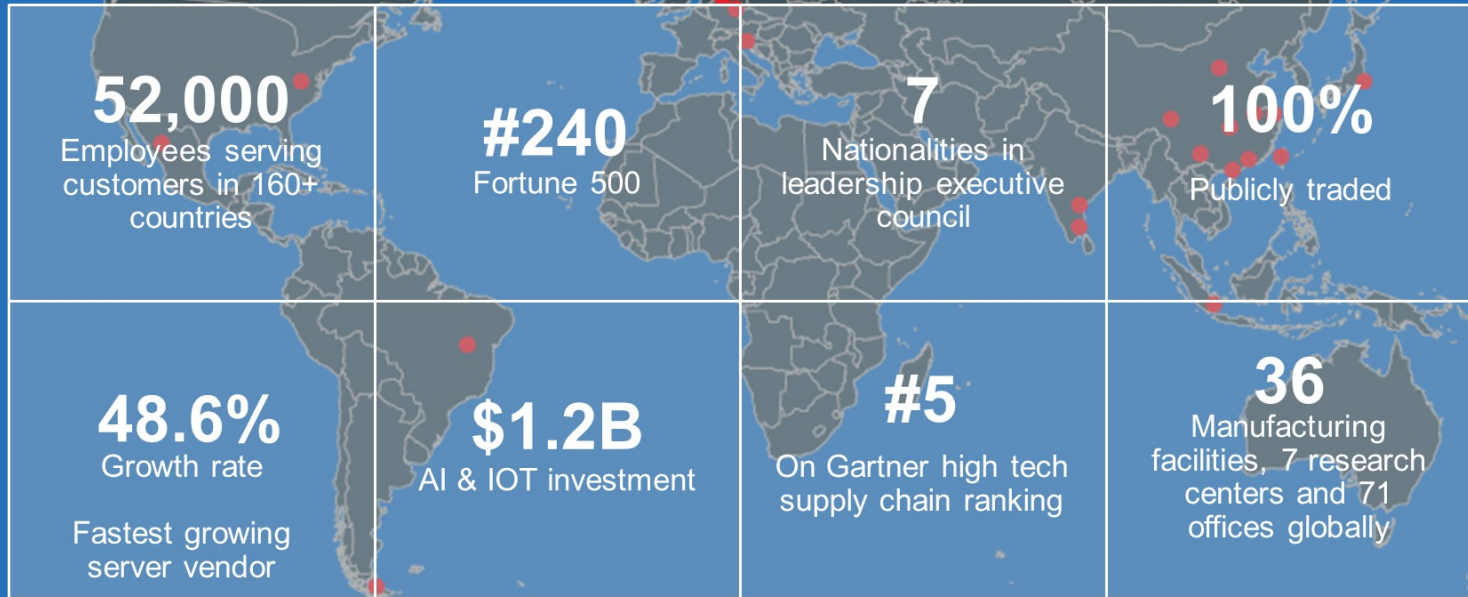 52,000
Employees serving
customers in 160+
countries
#240
Fortune 500
7
Nationalities in
leadership executive
council
100%
Publicly traded
48.6%
Growth rate
Fastest growing
server vendor
$1.2B
AI & IOT investment
#5
On Gartner high tech
supply chain ranking
36
Manufacturing
facilities, 7 research
centers and 71
offices globally